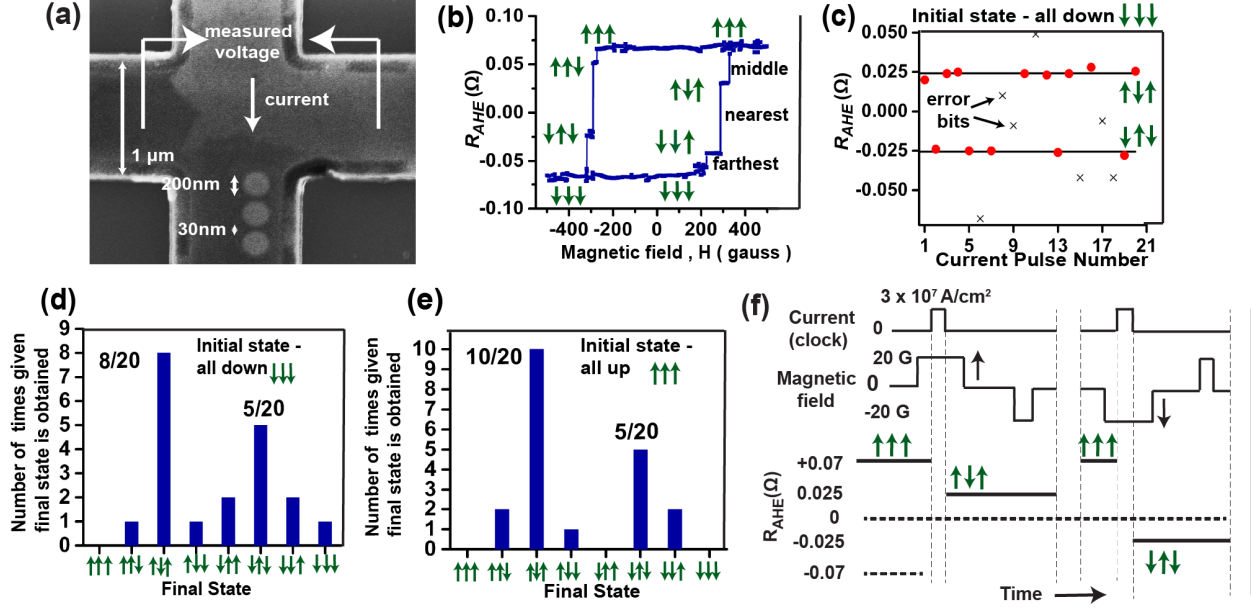 (a)
measured
voltage
current
1 μm
200nm
30nm
(b)
R_AHE (Ω)
0.10
0.05
0.00
-0.05
-0.10
↑↑↑
↑↑↑
↑↑↓
middle
↑↓↑
nearest
↓↑↓
↓↓↑
farthest
↓↓↓
↓↓↓
-400 -200 0 200 400
Magnetic field , H ( gauss )
(c)
Initial state - all down ↓↓↓
R_AHE (Ω)
0.050
0.025
0.000
-0.025
-0.050
error
bits
↑↓↑
↓↑↓
1 5 9 13 17 21
Current Pulse Number
(d)
Number of times given
final state is obtained
9
8
7
6
5
4
3
2
1
0
8/20
Initial state -
all down ↓↓↓
5/20
↑↑↑ ↑↑↓ ↑↓↑ ↑↓↓ ↓↑↑ ↓↑↓ ↓↓↑ ↓↓↓
Final State
(e)
Number of times given
final state is obtained
10
9
8
7
6
5
4
3
2
1
0
10/20
Initial state -
all up ↑↑↑
5/20
↑↑↑ ↑↑↓ ↑↓↑ ↑↓↓ ↓↑↑ ↓↑↓ ↓↓↑ ↓↓↓
Final State
(f)
3 x 10⁷ A/cm²
Current
(clock)
0
20 G
Magnetic
field
0
-20 G
↑
↓
↑↑↑
↑↑↑
R_AHE (Ω)
+0.07
0.025
↑↓↑
0
-0.025
↓↑↓
-0.07
Time